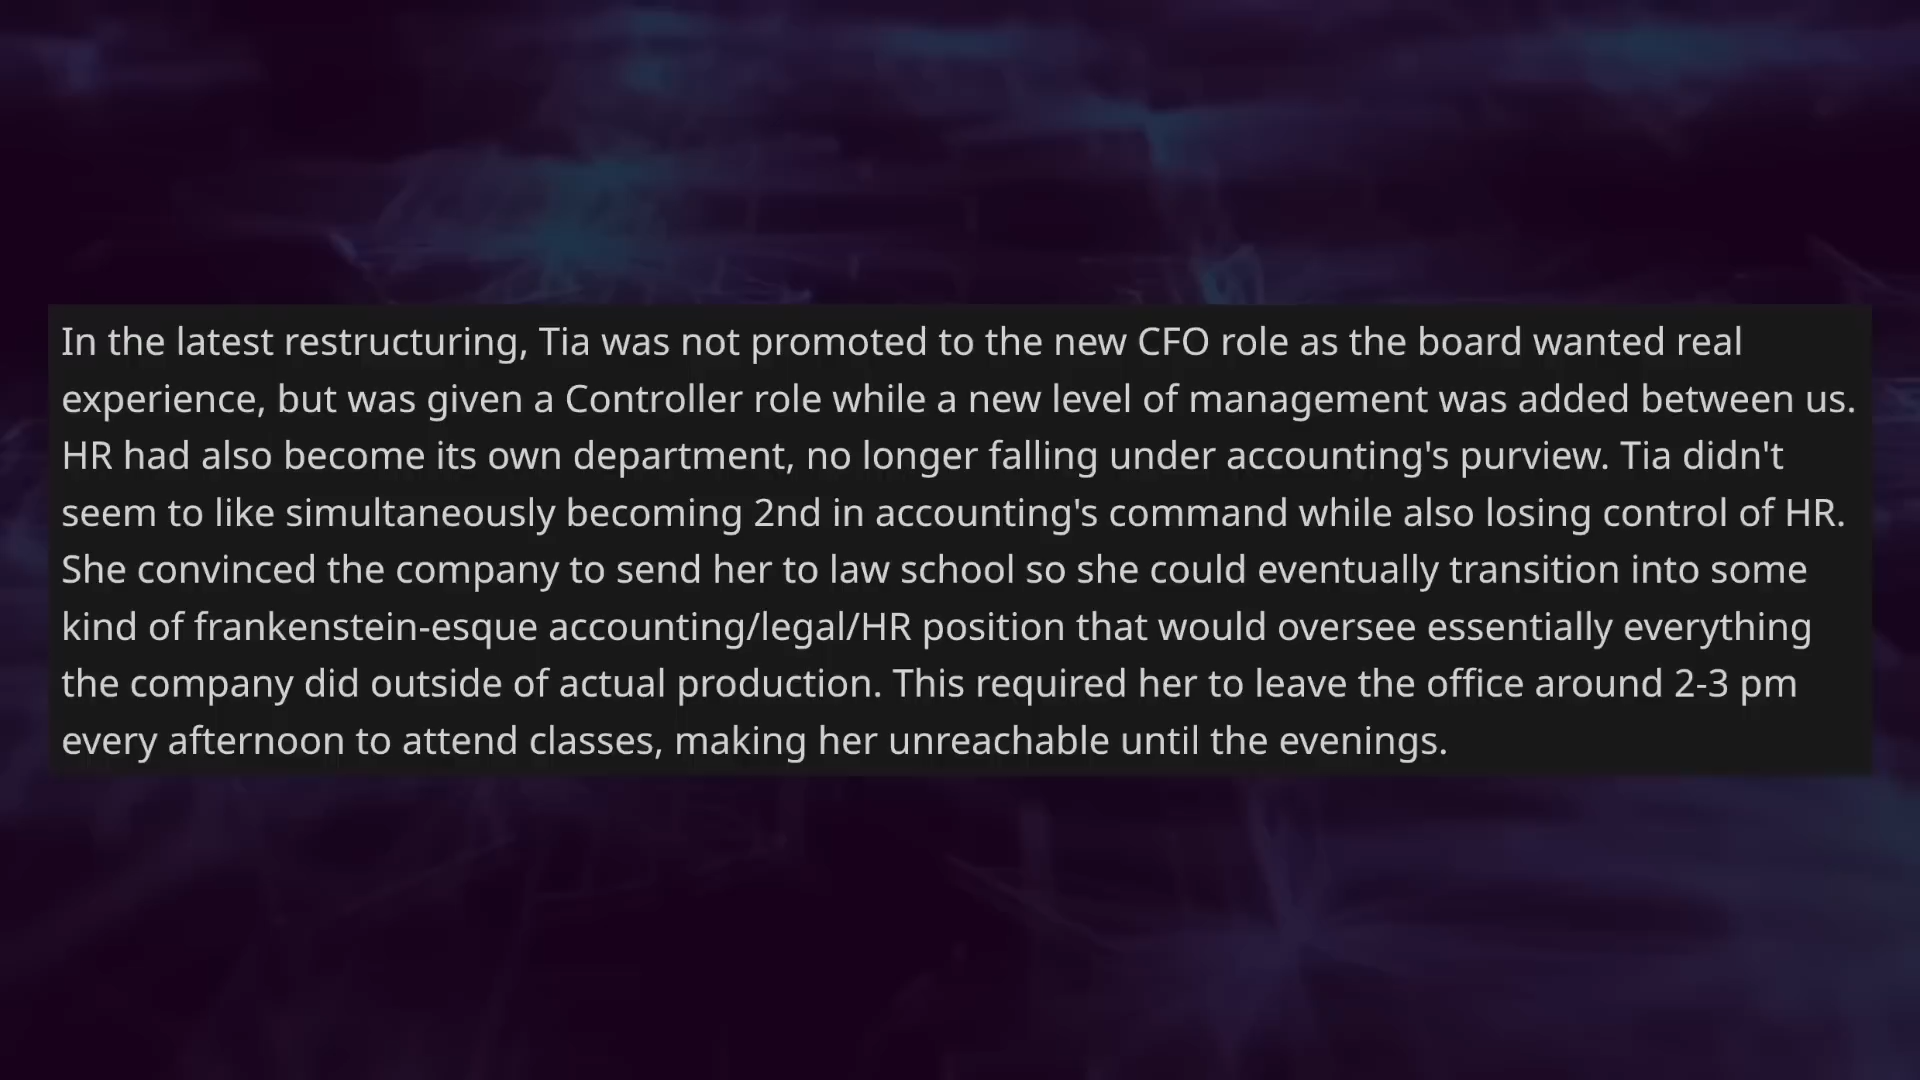 In the latest restructuring, Tia was not promoted to the new CFO role as the board wanted real
experience, but was given a Controller role while a new level of management was added between us.
HR had also become its own department, no longer falling under accounting's purview. Tia didn't
seem to like simultaneously becoming 2nd in accounting's command while also losing control of HR.
She convinced the company to send her to law school so she could eventually transition into some
kind of frankenstein-esque accounting/legal/HR position that would oversee essentially everything
the company did outside of actual production. This required her to leave the office around 2-3 pm
every afternoon to attend classes, making her unreachable until the evenings.